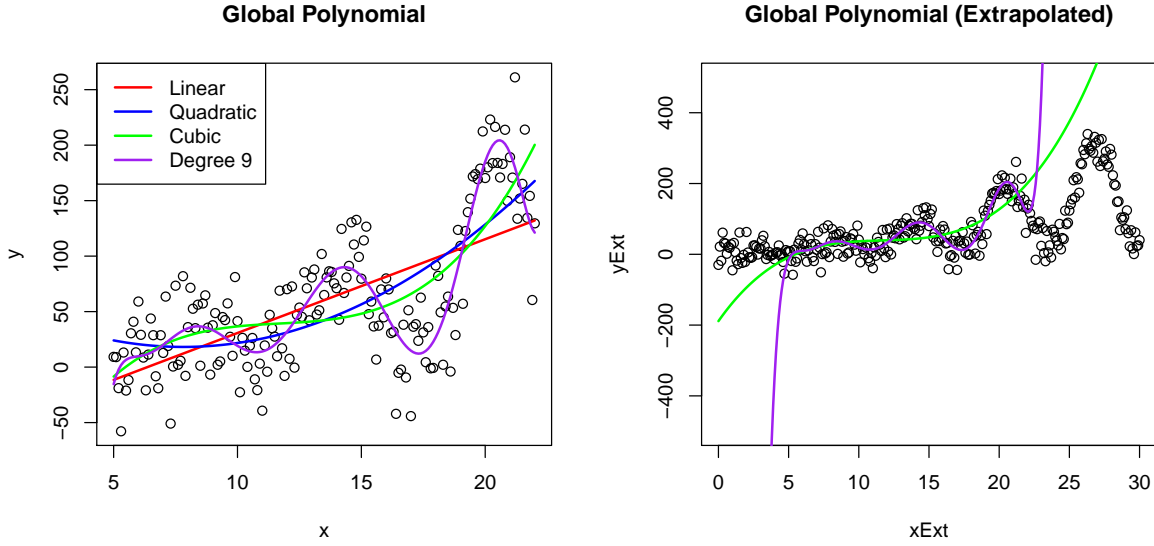 Global Polynomial
Linear
Quadratic
Cubic
Degree 9
y
250
200
150
100
50
0
−50
5
10
15
20
x
Global Polynomial (Extrapolated)
yExt
400
200
0
−200
−400
0
5
10
15
20
25
30
xExt